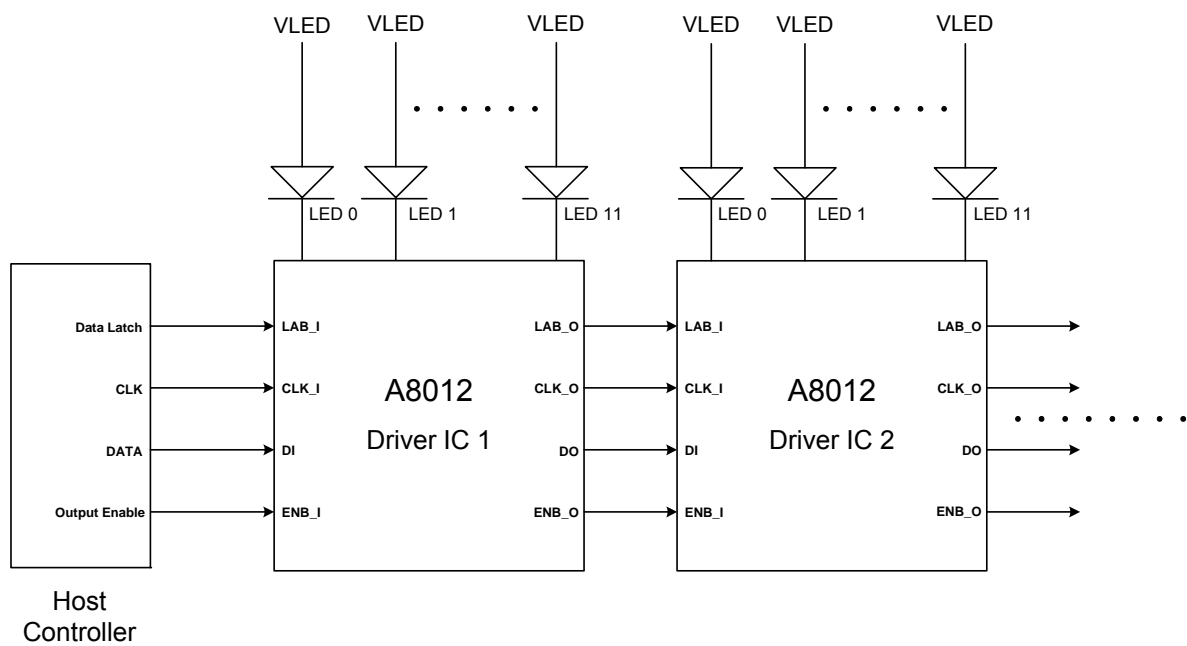 VLED VLED VLED VLED VLED VLED
LED 0 LED 1 LED 11 LED 0 LED 1 LED 11
Data Latch LAB_I LAB_O LAB_I LAB_O
CLK CLK_I A8012 CLK_O CLK_I A8012 CLK_O
DATA DI Driver IC 1 DO DI Driver IC 2 DO
Output Enable ENB_I ENB_O ENB_I ENB_O
Host
Controller